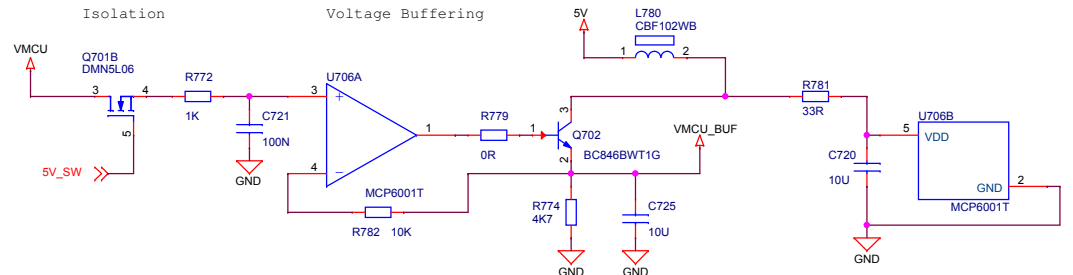 Isolation
Voltage Buffering
VMCU
Q701B
DMN5L06
3
4
5
5V_SW
R772
1K
C721
100N
GND
U706A
3
+
4
−
1
MCP6001T
R782
10K
R779
0R
1
3
2
Q702
BC846BWT1G
5V
L780
CBF102WB
1
2
VMCU_BUF
R774
4K7
GND
C725
10U
GND
R781
33R
C720
10U
GND
U706B
5
VDD
GND
2
MCP6001T